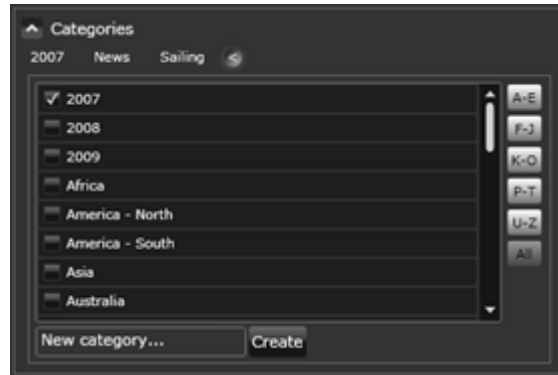 Categories
2007 News Sailing
2007
2008
2009
Africa
America - North
America - South
Asia
Australia
A-E
F-J
K-O
P-T
U-Z
All
New category... Create